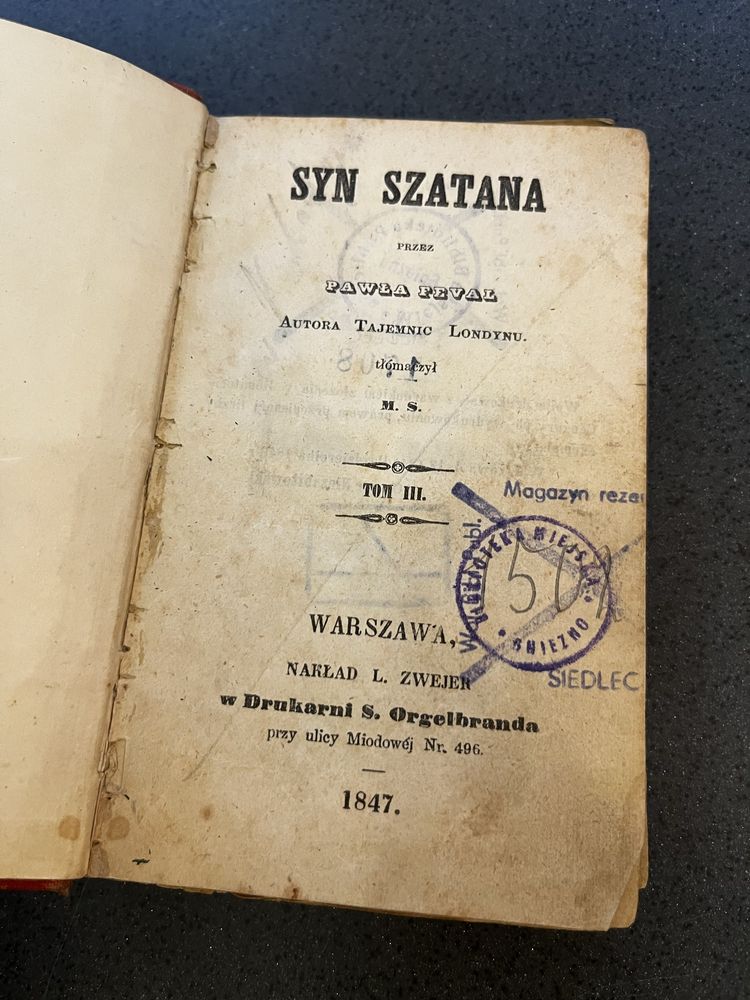 SYN SZATANA
PRZEZ
PAWŁA FEVAL
AUTORA TAJEMNIC LONDYNU.
tłómaczył
M. S.
TOM III.
WARSZAWA,
NAKŁAD L. ZWEJER
w Drukarni S. Orgelbranda
przy ulicy Miodowéj Nr. 496.
1847.
Magazyn rezer
BIBLIOTEKA MIEJSKA
GNIEZNO
501
Publ.
SIEDLEC